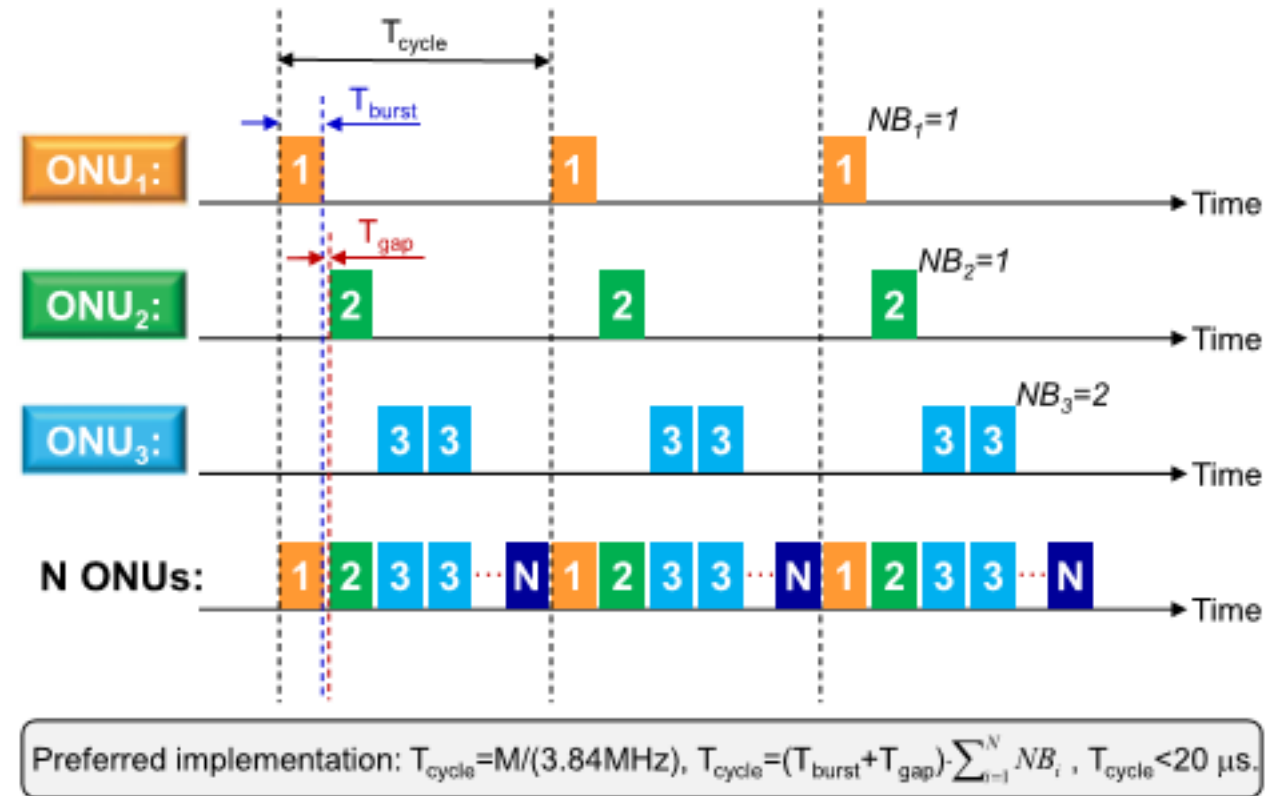 T_cycle
T_burst
NB_1=1
ONU_1:
1 1 1
Time
T_gap
NB_2=1
ONU_2:
2 2 2
Time
NB_3=2
ONU_3:
3 3 3 3 3 3
Time
N ONUs:
1 2 3 3 ... N 1 2 3 3 ... N 1 2 3 3 ... N
Time
Preferred implementation: T_cycle=M/(3.84MHz), T_cycle=(T_burst+T_gap)·∑_{i=1}^{N} NB_i , T_cycle<20 μs.